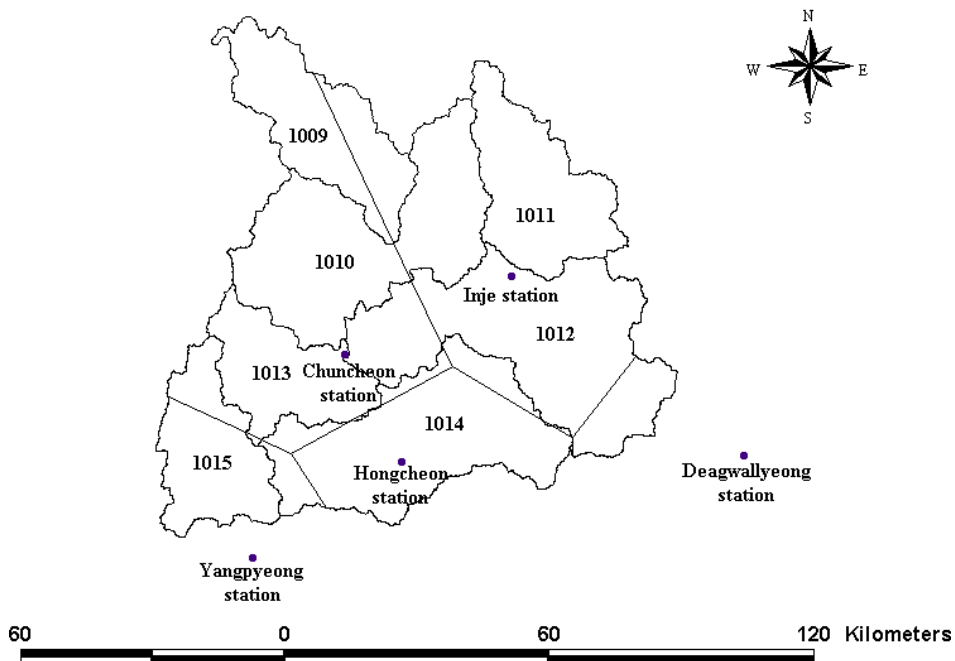 N
W E
S
1009
1011
1010
Inje station
1012
1013 Chuncheon
station
1014
1015
Hongcheon
station
Deagwallyeong
station
Yangpyeong
station
60 0 60 120 Kilometers